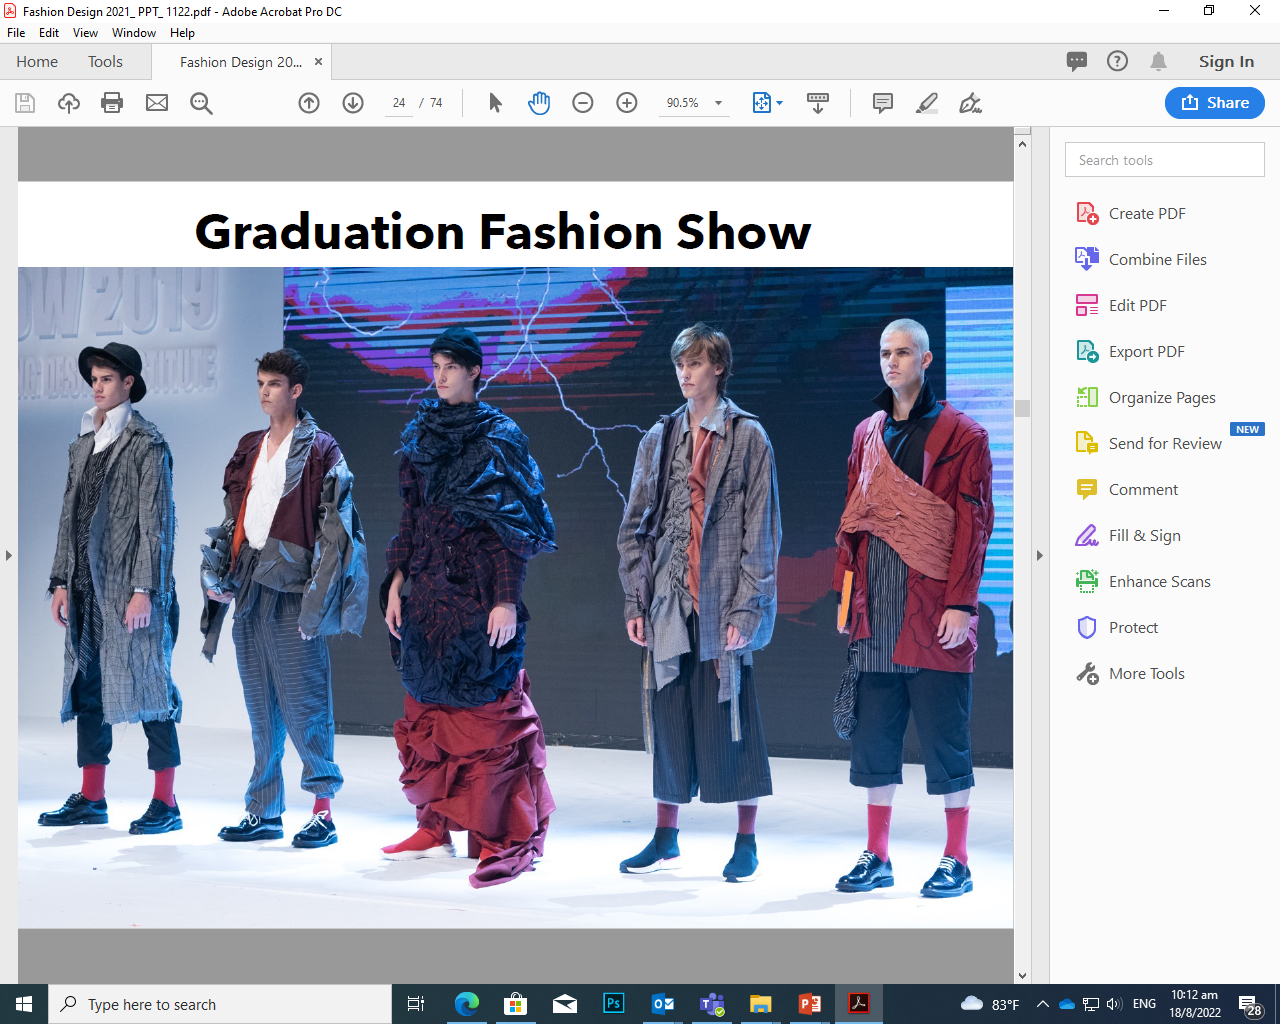 Fashion Design 2021_ PPT_ 1122.pdf - Adobe Acrobat Pro DC
File Edit View Window Help
Home Tools Fashion Design 20... × Sign In
24 / 74 90.5% Share
Search tools
Create PDF
Combine Files
Edit PDF
Export PDF
Organize Pages
Send for Review NEW
Comment
Fill & Sign
Enhance Scans
Protect
More Tools
Graduation Fashion Show
OW 2019
Type here to search
Ps
83°F ENG 10:12 am
18/8/2022 28